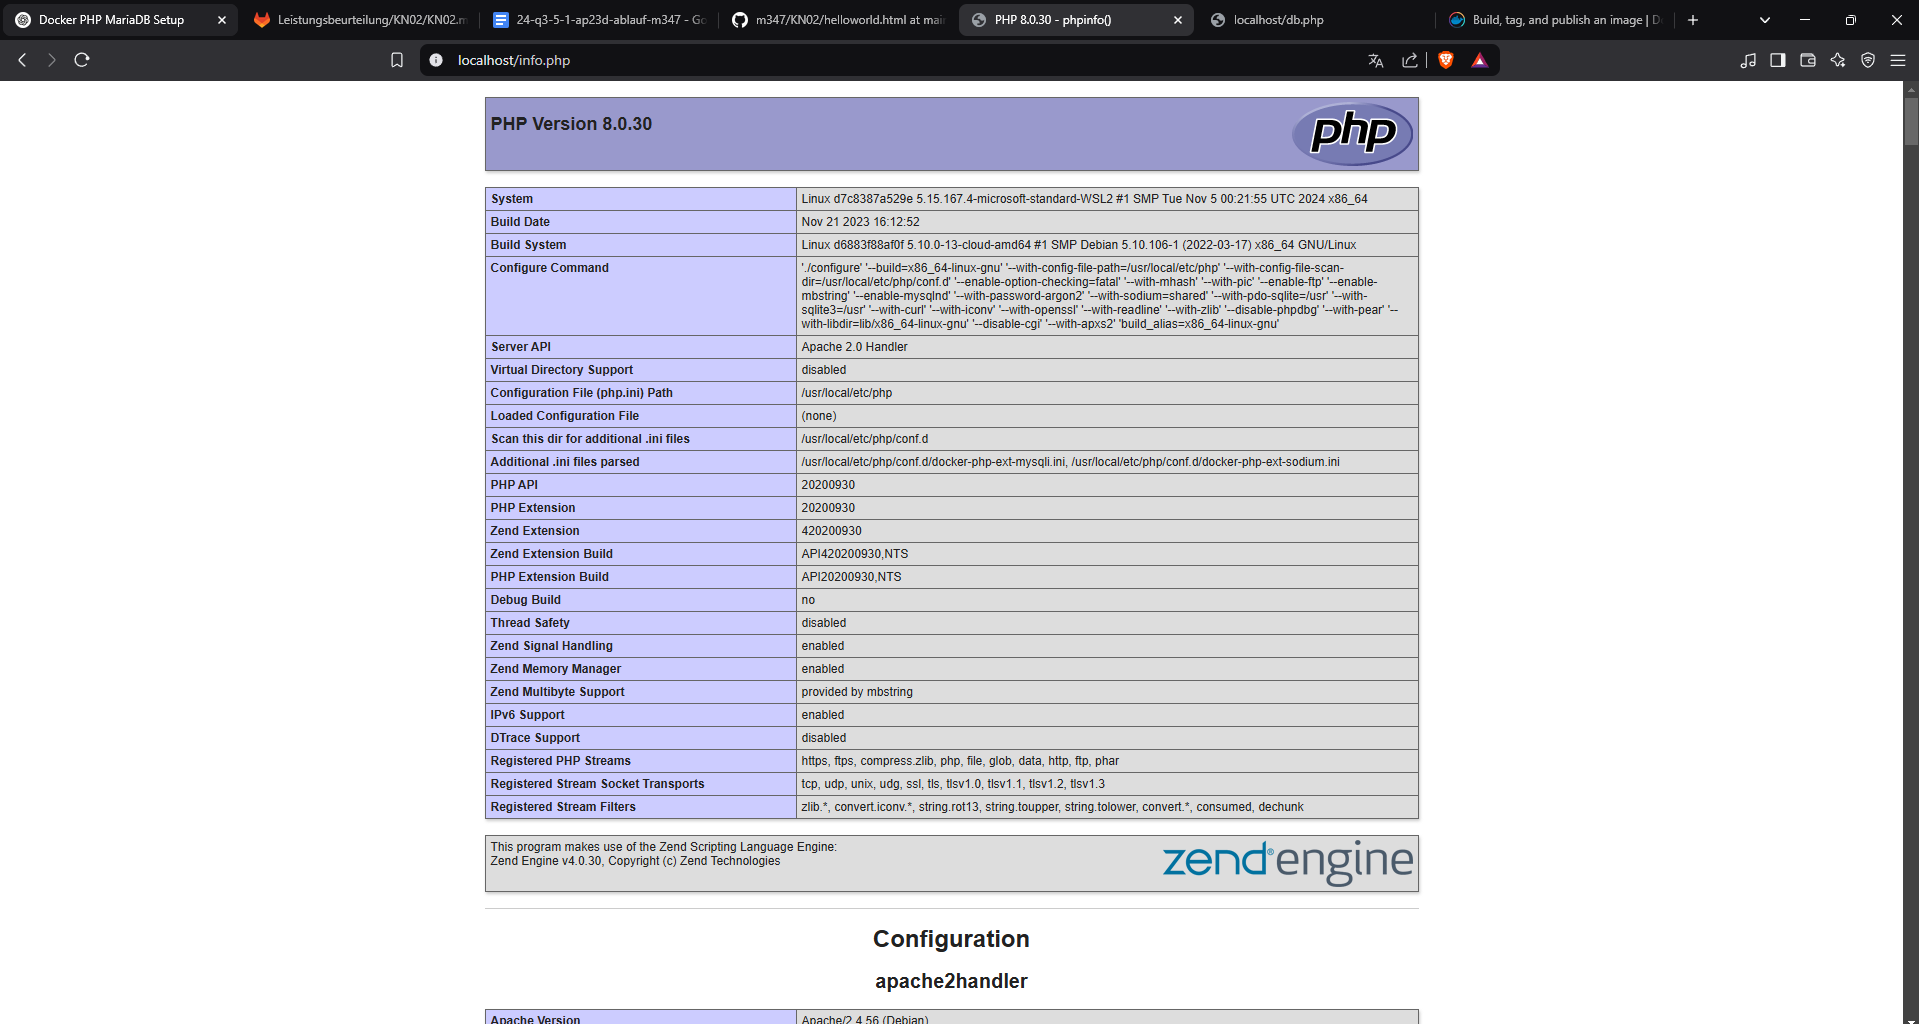 Docker PHP MariaDB Setup
Leistungsbeurteilung/KN02/KN02.m
24-q3-5-1-ap23d-ablauf-m347 - Go
m347/KN02/helloworld.html at mai
PHP 8.0.30 - phpinfo()
localhost/db.php
Build, tag, and publish an image | D
localhost/info.php
PHP Version 8.0.30
php
System Linux d7c8387a529e 5.15.167.4-microsoft-standard-WSL2 #1 SMP Tue Nov 5 00:21:55 UTC 2024 x86_64
Build Date Nov 21 2023 16:12:52
Build System Linux d6883f88af0f 5.10.0-13-cloud-amd64 #1 SMP Debian 5.10.106-1 (2022-03-17) x86_64 GNU/Linux
Configure Command './configure' '--build=x86_64-linux-gnu' '--with-config-file-path=/usr/local/etc/php' '--with-config-file-scan-
dir=/usr/local/etc/php/conf.d' '--enable-option-checking=fatal' '--with-mhash' '--with-pic' '--enable-ftp' '--enable-
mbstring' '--enable-mysqlnd' '--with-password-argon2' '--with-sodium=shared' '--with-pdo-sqlite=/usr' '--with-
sqlite3=/usr' '--with-curl' '--with-iconv' '--with-openssl' '--with-readline' '--with-zlib' '--disable-phpdbg' '--with-pear' '--
with-libdir=lib/x86_64-linux-gnu' '--disable-cgi' '--with-apxs2' 'build_alias=x86_64-linux-gnu'
Server API Apache 2.0 Handler
Virtual Directory Support disabled
Configuration File (php.ini) Path /usr/local/etc/php
Loaded Configuration File (none)
Scan this dir for additional .ini files /usr/local/etc/php/conf.d
Additional .ini files parsed /usr/local/etc/php/conf.d/docker-php-ext-mysqli.ini, /usr/local/etc/php/conf.d/docker-php-ext-sodium.ini
PHP API 20200930
PHP Extension 20200930
Zend Extension 420200930
Zend Extension Build API420200930,NTS
PHP Extension Build API20200930,NTS
Debug Build no
Thread Safety disabled
Zend Signal Handling enabled
Zend Memory Manager enabled
Zend Multibyte Support provided by mbstring
IPv6 Support enabled
DTrace Support disabled
Registered PHP Streams https, ftps, compress.zlib, php, file, glob, data, http, ftp, phar
Registered Stream Socket Transports tcp, udp, unix, udg, ssl, tls, tlsv1.0, tlsv1.1, tlsv1.2, tlsv1.3
Registered Stream Filters zlib.*, convert.iconv.*, string.rot13, string.toupper, string.tolower, convert.*, consumed, dechunk
This program makes use of the Zend Scripting Language Engine:
Zend Engine v4.0.30, Copyright (c) Zend Technologies
zend® engine
Configuration
apache2handler
Apache Version Apache/2.4.56 (Debian)